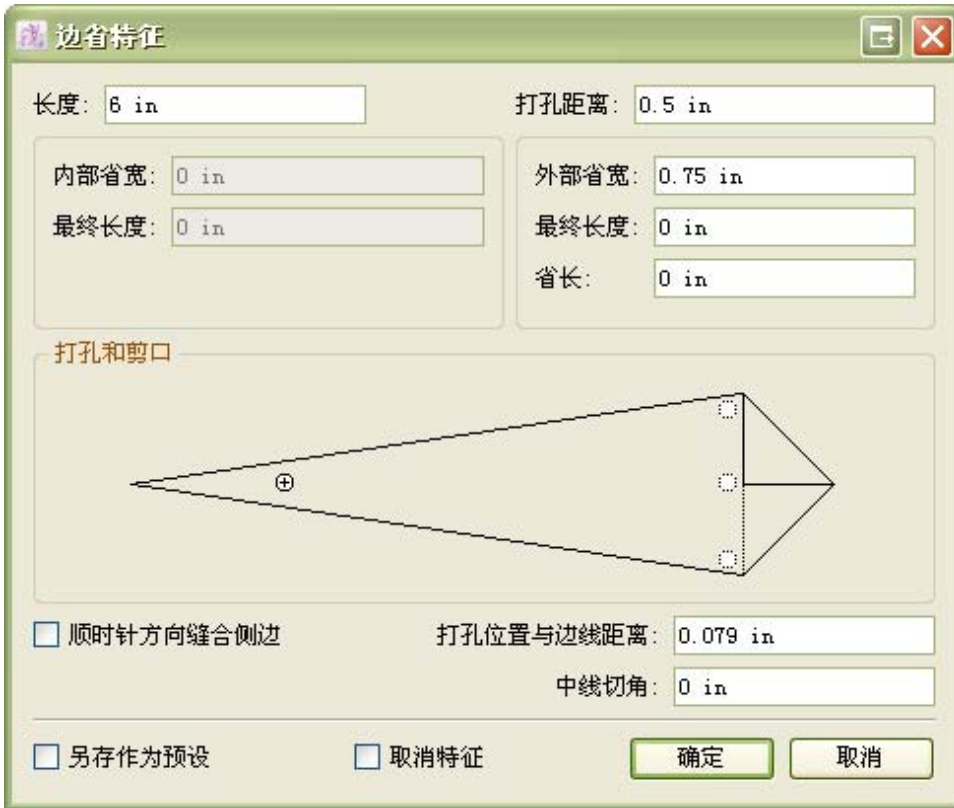 边省特征
长度: 6 in 打孔距离: 0.5 in
内部省宽: 0 in 外部省宽: 0.75 in
最终长度: 0 in 最终长度: 0 in
省长: 0 in
打孔和剪口
顺时针方向缝合侧边 打孔位置与边线距离: 0.079 in
中线切角: 0 in
另存作为预设 取消特征 确定 取消